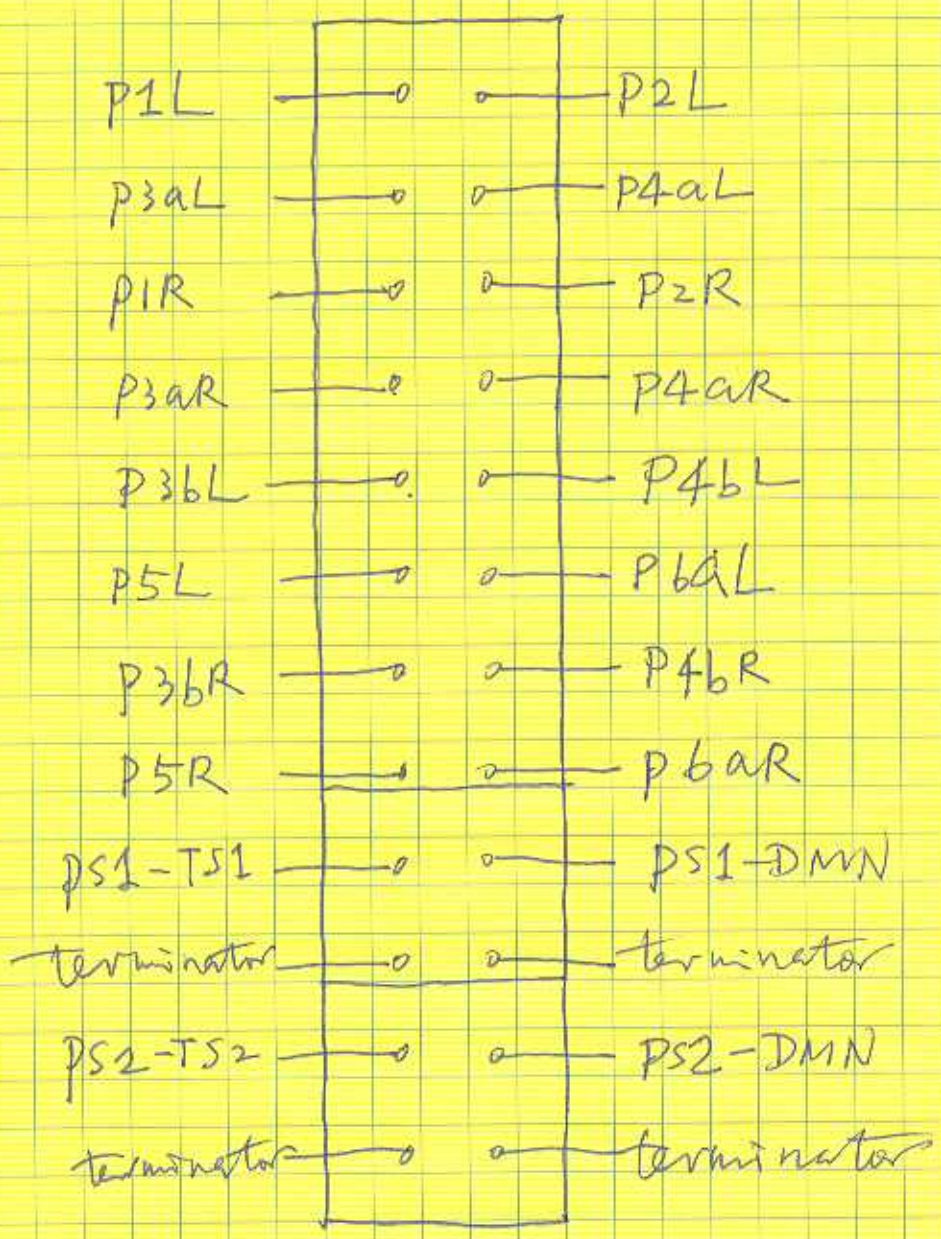 P1L P2L
P3aL P4aL
P1R P2R
P3aR P4aR
P3bL P4bL
P5L P6aL
P3bR P4bR
P5R P6aR
PS1-TS1 PS1-DMN
terminator terminator
PS2-TS2 PS2-DMN
terminator terminator